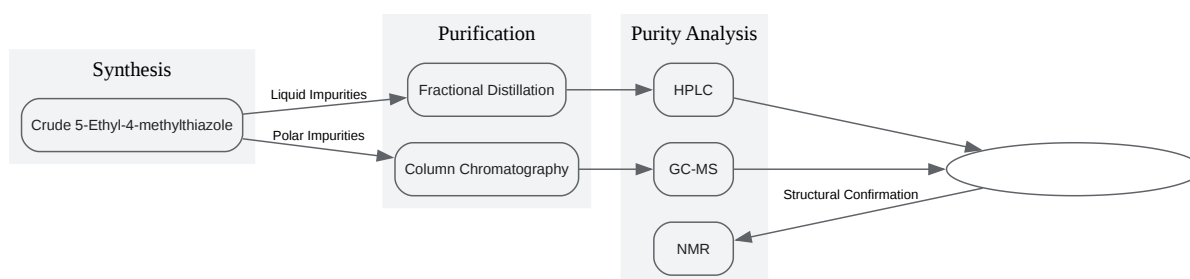 Synthesis
Crude 5-Ethyl-4-methylthiazole
Liquid Impurities
Polar Impurities
Purification
Fractional Distillation
Column Chromatography
Purity Analysis
HPLC
GC-MS
NMR
Structural Confirmation